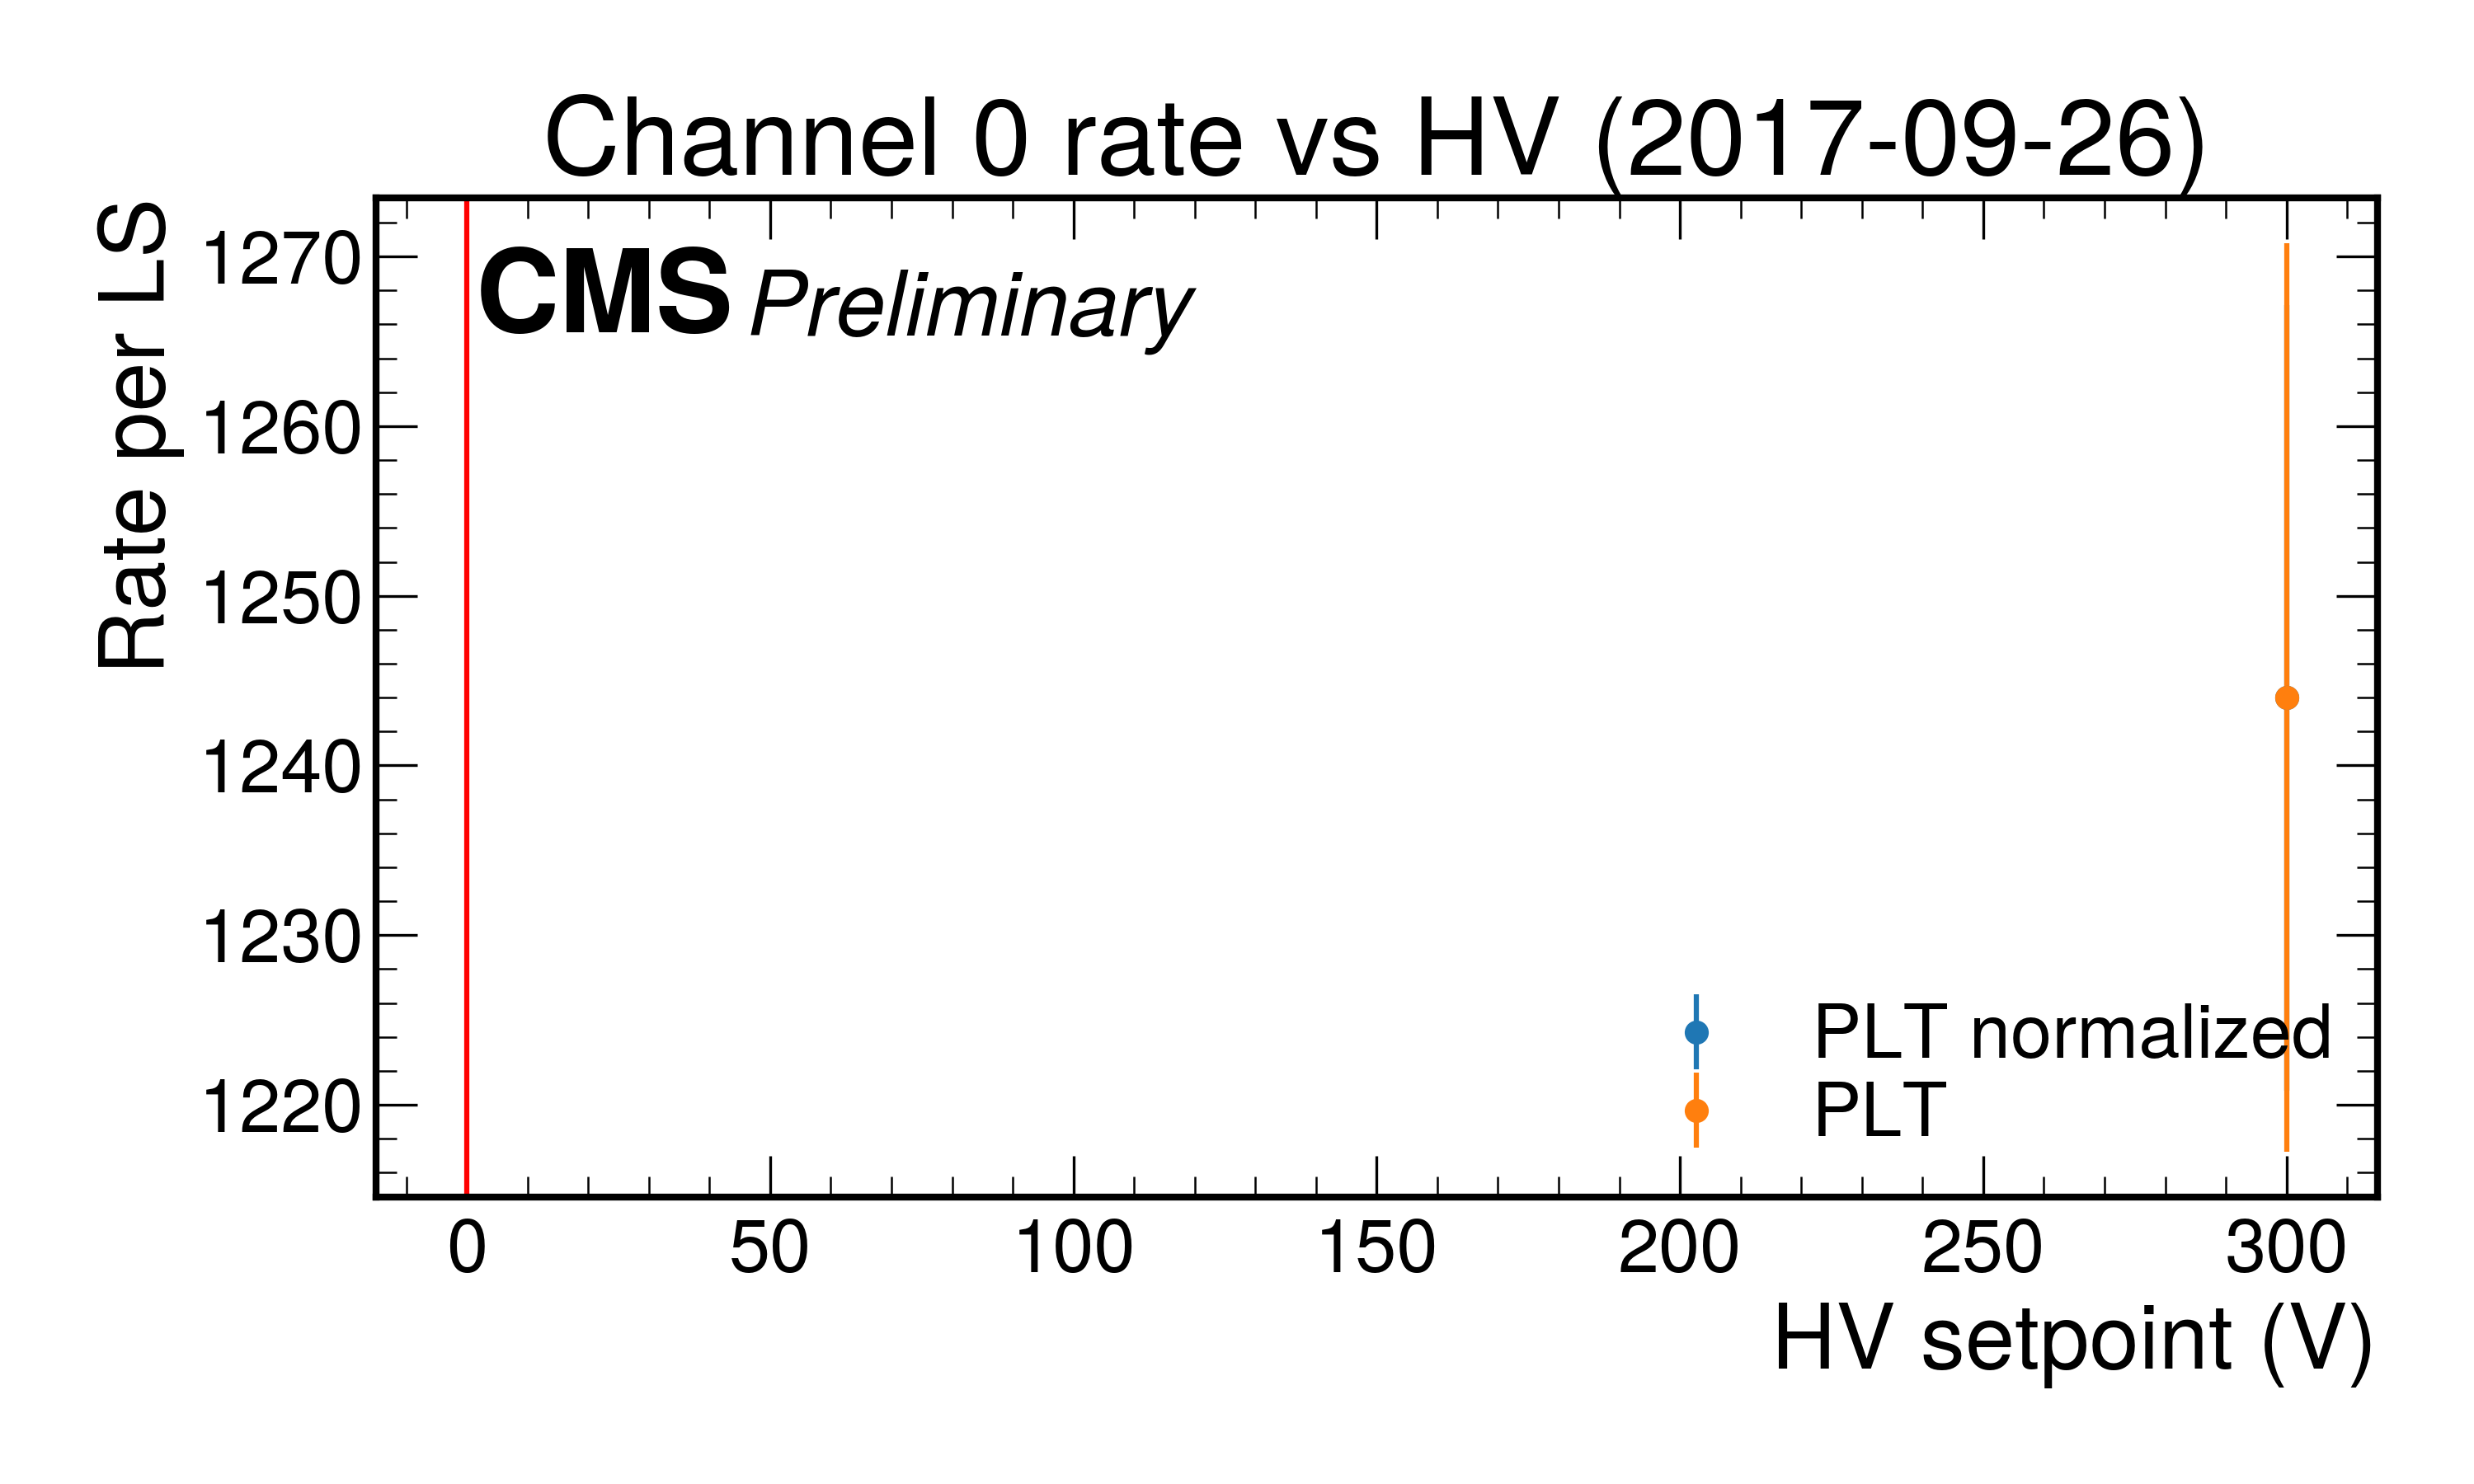 Channel 0 rate vs HV (2017-09-26)
CMS Preliminary
Rate per LS
1270
1260
1250
1240
1230
1220
PLT normalized
PLT
0 50 100 150 200 250 300
HV setpoint (V)